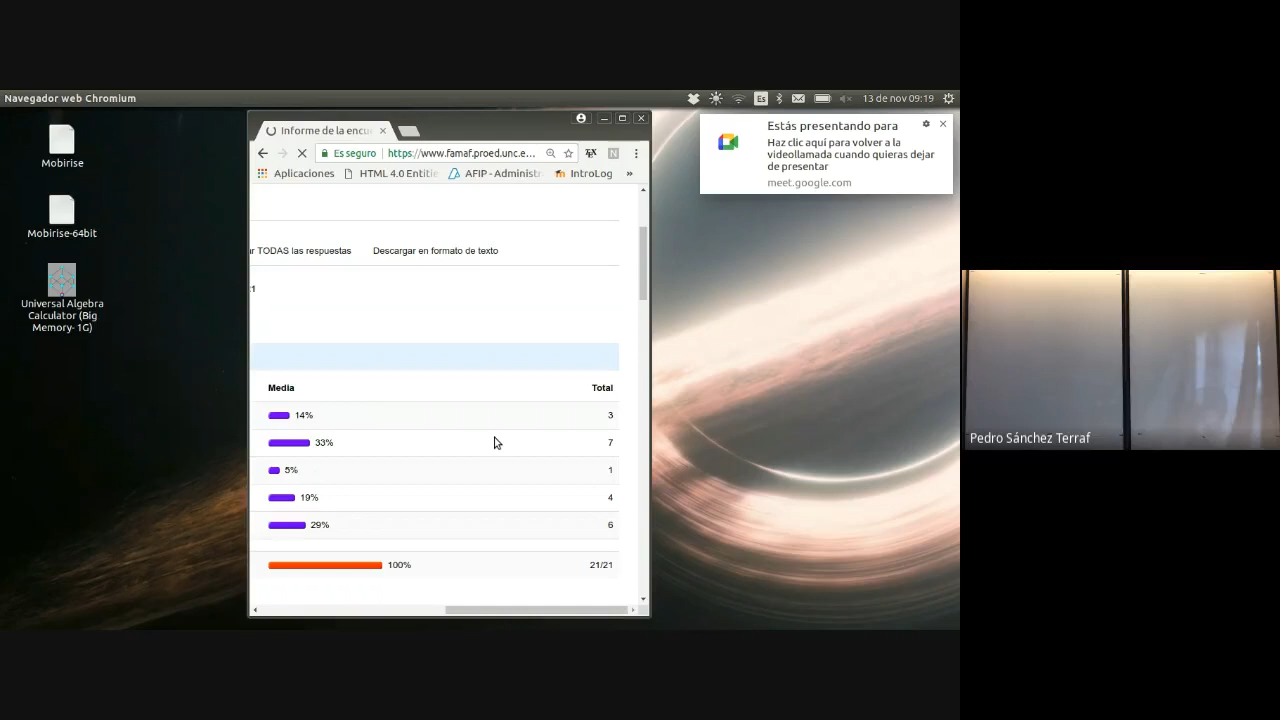 Navegador web Chromium
Es
13 de nov 09:19
Mobirise
Mobirise-64bit
Universal Algebra
Calculator (Big
Memory- 1G)
Informe de la encu
Es seguro
https://www.famaf.proed.unc.e...
Aplicaciones
HTML 4.0 Entitie
AFIP - Administra
IntroLog
»
r TODAS las respuestas
Descargar en formato de texto
:1
Media
Total
14%
3
33%
7
5%
1
19%
4
29%
6
100%
21/21
Estás presentando para
Haz clic aquí para volver a la
videollamada cuando quieras dejar
de presentar
meet.google.com
Pedro Sánchez Terraf